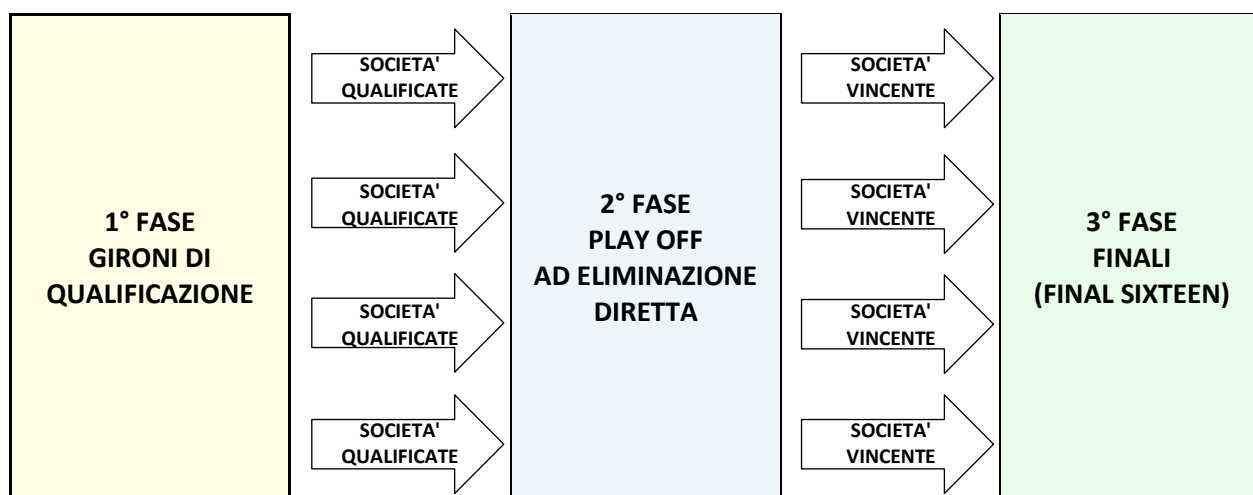 1° FASE
GIRONI DI
QUALIFICAZIONE
SOCIETA'
QUALIFICATE
SOCIETA'
QUALIFICATE
SOCIETA'
QUALIFICATE
SOCIETA'
QUALIFICATE
2° FASE
PLAY OFF
AD ELIMINAZIONE
DIRETTA
SOCIETA'
VINCENTE
SOCIETA'
VINCENTE
SOCIETA'
VINCENTE
SOCIETA'
VINCENTE
3° FASE
FINALI
(FINAL SIXTEEN)